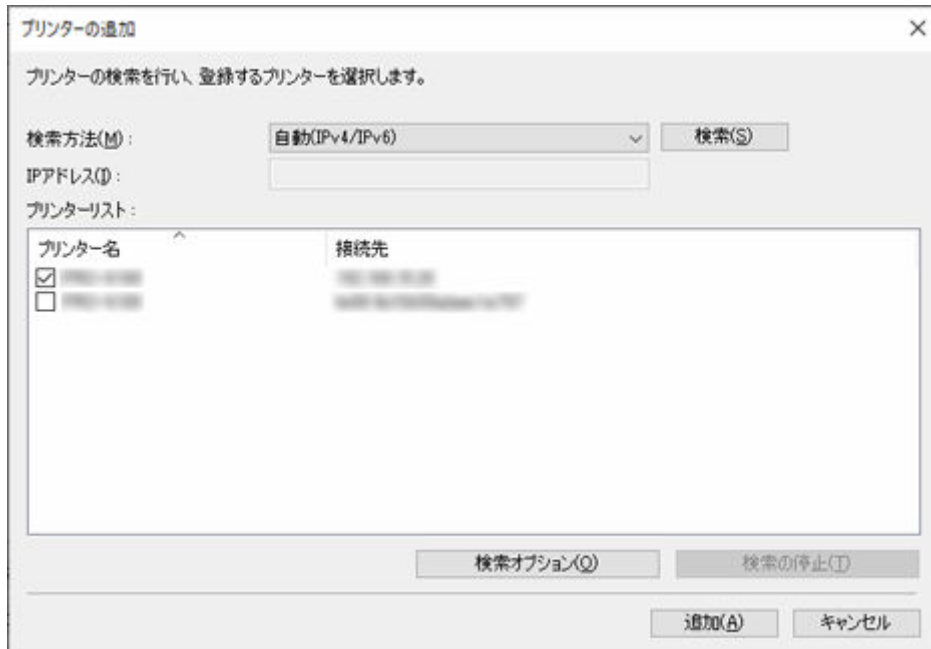 プリンターの追加
プリンターの検索を行い、登録するプリンターを選択します。
検索方法(M): 自動(IPv4/IPv6) 検索(S)
IPアドレス(I):
プリンターリスト:
プリンター名 接続先
検索オプション(O) 検索の停止(T)
追加(A) キャンセル